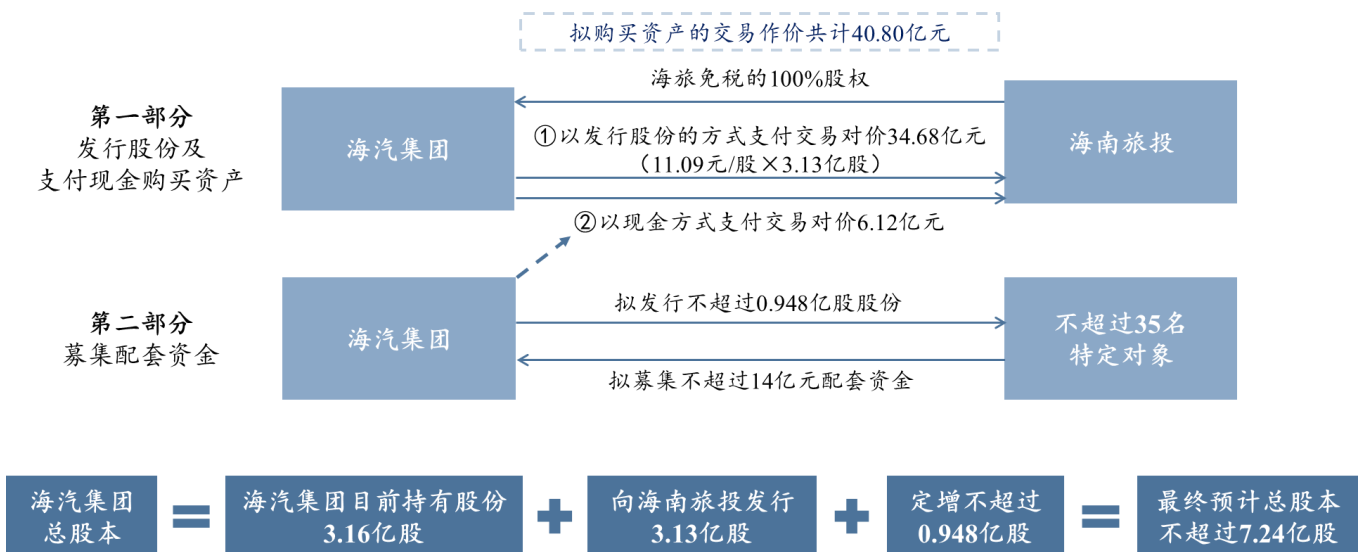 拟购买资产的交易作价共计40.80亿元
第一部分
发行股份及
支付现金购买资产
海汽集团
海旅免税的100%股权
①以发行股份的方式支付交易对价34.68亿元
（11.09元/股×3.13亿股）
②以现金方式支付交易对价6.12亿元
海南旅投
第二部分
募集配套资金
海汽集团
拟发行不超过0.948亿股股份
拟募集不超过14亿元配套资金
不超过35名
特定对象
海汽集团
总股本
=
海汽集团目前持有股份
3.16亿股
+
向海南旅投发行
3.13亿股
+
定增不超过
0.948亿股
=
最终预计总股本
不超过7.24亿股